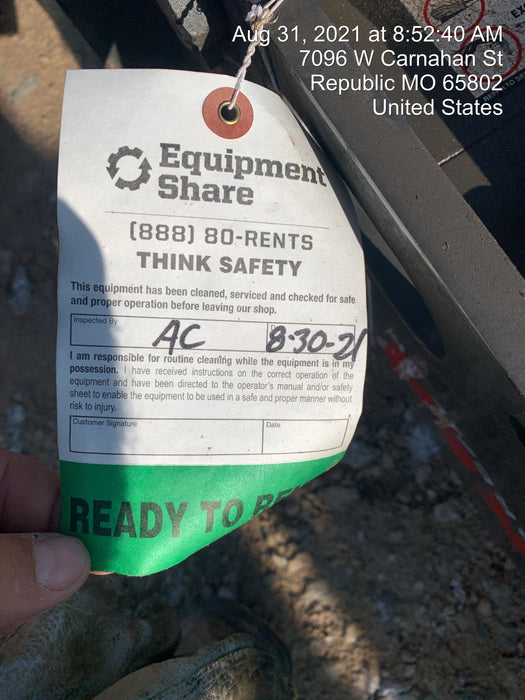 Aug 31, 2021 at 8:52:40 AM
7096 W Carnahan St
Republic MO 65802
United States
Equipment
Share
(888) 80-RENTS
THINK SAFETY
This equipment has been cleaned, serviced and checked for safe
and proper operation before leaving our shop.
Inspected By
AC 8-30-21
I am responsible for routine cleaning while the equipment is in my
possession. I have received instructions on the correct operation of the
equipment and have been directed to the operator's manual and/or safety
sheet to enable the equipment to be used in a safe and proper manner without
risk to injury.
Customer Signature Date
READY TO